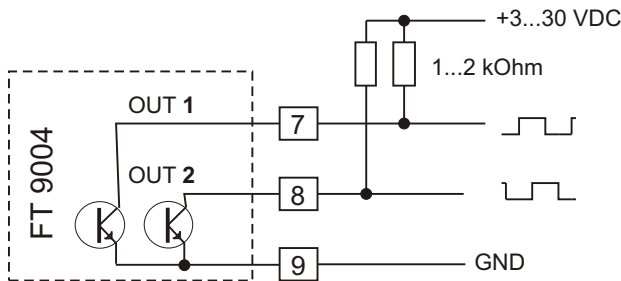 +3...30 VDC
1...2 kOhm
OUT 1
7
FT 9004
OUT 2
8
9
GND